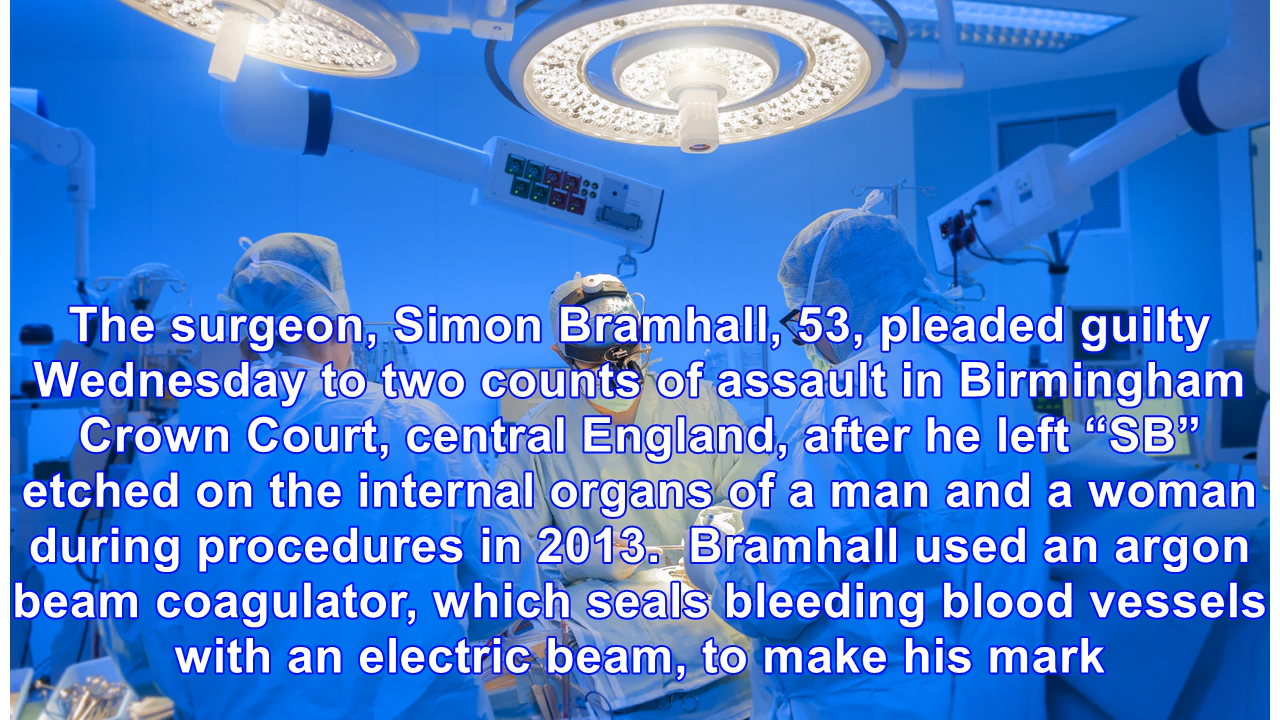 The surgeon, Simon Bramhall, 53, pleaded guilty
Wednesday to two counts of assault in Birmingham
Crown Court, central England, after he left “SB”
etched on the internal organs of a man and a woman
during procedures in 2013.  Bramhall used an argon
beam coagulator, which seals bleeding blood vessels
with an electric beam, to make his mark